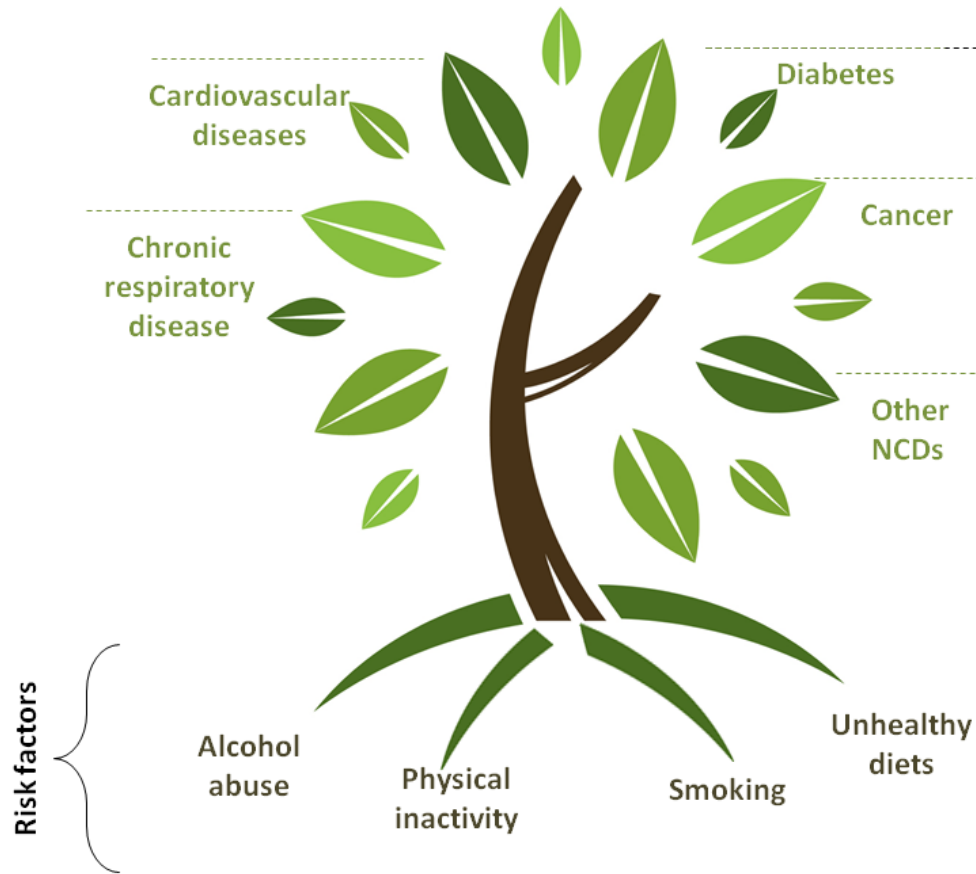 Cardiovascular
diseases
Diabetes
Chronic
respiratory
disease
Cancer
Other
NCDs
Risk factors
Alcohol
abuse
Physical
inactivity
Smoking
Unhealthy
diets